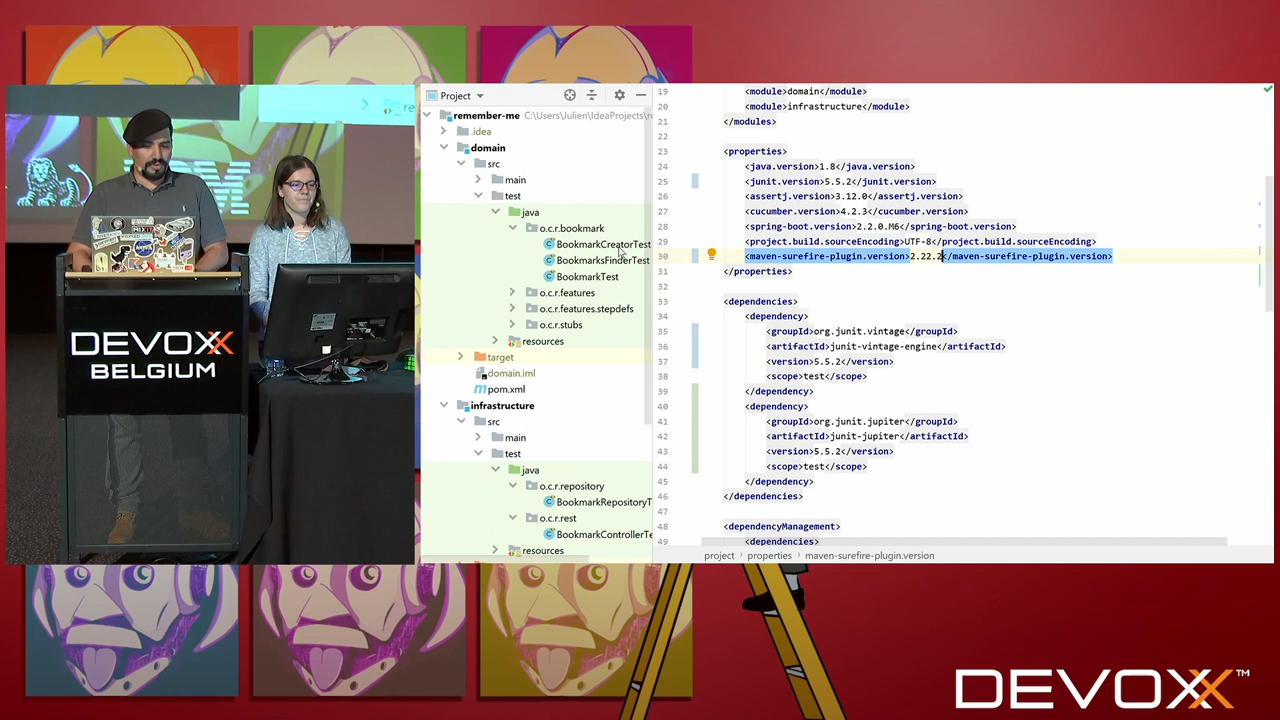 DEVOXX
BELGIUM
Project
remember-me C:\Users\Julien\IdeaProjects\re
.idea
domain
src
main
test
java
o.c.r.bookmark
BookmarkCreatorTest
BookmarksFinderTest
BookmarkTest
o.c.r.features
o.c.r.features.stepdefs
o.c.r.stubs
resources
target
domain.iml
pom.xml
infrastructure
src
main
test
java
o.c.r.repository
BookmarkRepositoryT
o.c.r.rest
BookmarkControllerTe
resources
19 <module>domain</module>
20 <module>infrastructure</module>
21 </modules>
22
23 <properties>
24 <java.version>1.8</java.version>
25 <junit.version>5.5.2</junit.version>
26 <assertj.version>3.12.0</assertj.version>
27 <cucumber.version>4.2.3</cucumber.version>
28 <spring-boot.version>2.2.0.M6</spring-boot.version>
29 <project.build.sourceEncoding>UTF-8</project.build.sourceEncoding>
30 <maven-surefire-plugin.version>2.22.2</maven-surefire-plugin.version>
31 </properties>
32
33 <dependencies>
34 <dependency>
35 <groupId>org.junit.vintage</groupId>
36 <artifactId>junit-vintage-engine</artifactId>
37 <version>5.5.2</version>
38 <scope>test</scope>
39 </dependency>
40 <dependency>
41 <groupId>org.junit.jupiter</groupId>
42 <artifactId>junit-jupiter</artifactId>
43 <version>5.5.2</version>
44 <scope>test</scope>
45 </dependency>
46 </dependencies>
47
48 <dependencyManagement>
49 <dependencies>
project › properties › maven-surefire-plugin.version
DEVOXX™